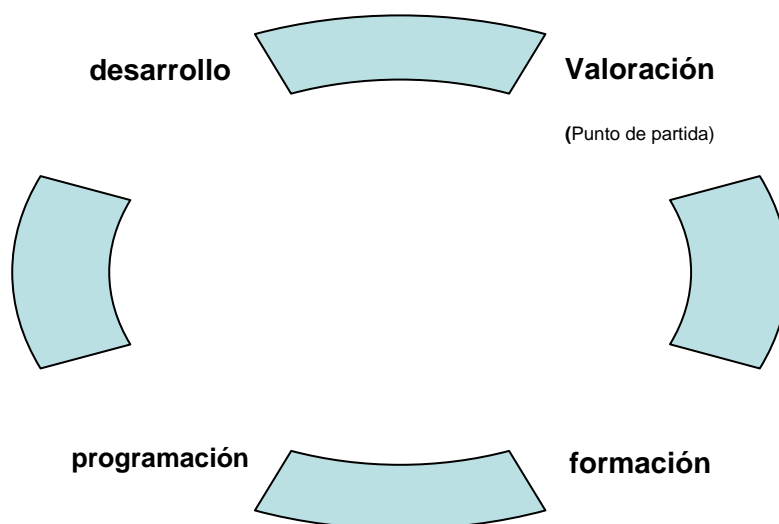 desarrollo
Valoración
(Punto de partida)
programación
formación